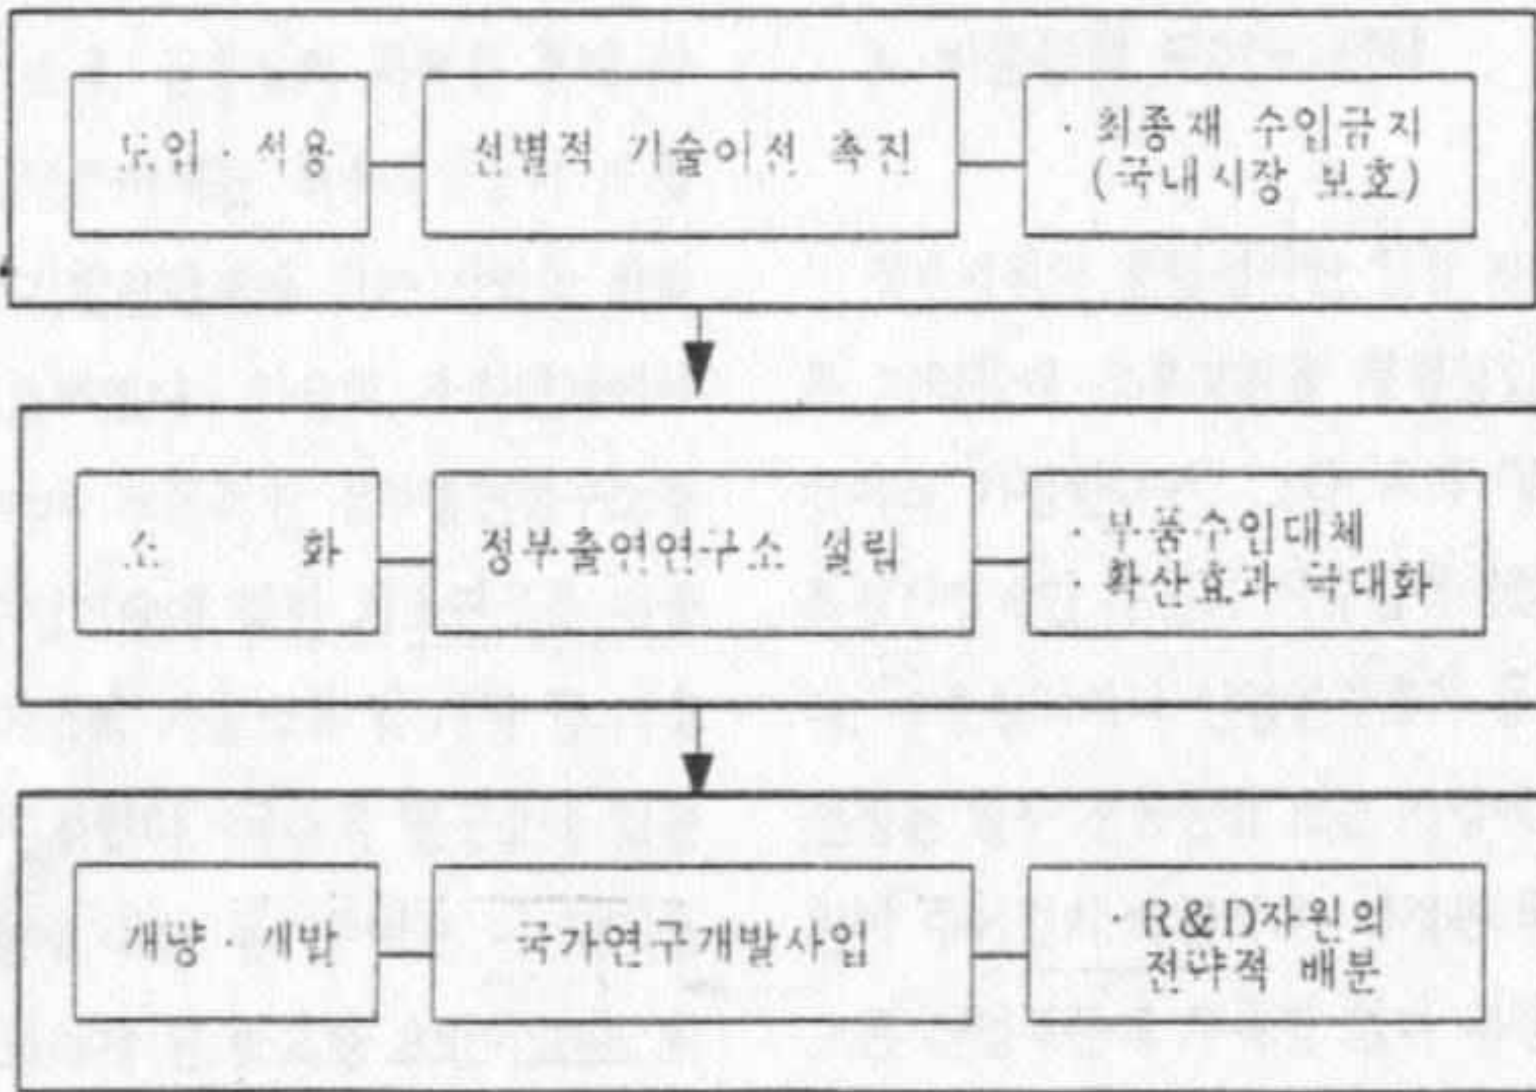 도입 · 적용
선별적 기술이전 촉진
· 최종재 수입금지
(국내시장 보호)
소 화
정부출연연구소 설립
· 부품수입대체
· 확산효과 극대화
개량 · 개발
국가연구개발사업
· R&D자원의
전략적 배분